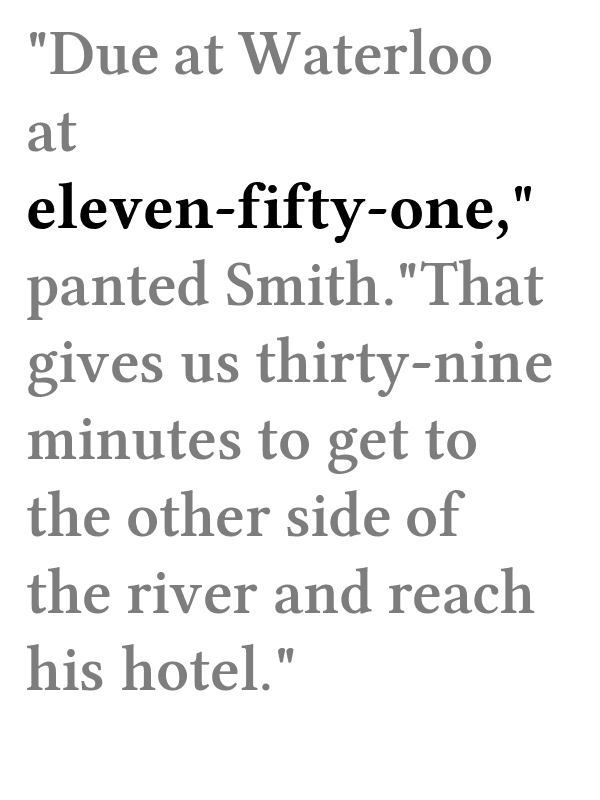 "Due at Waterloo
at
eleven-fifty-one,"
panted Smith."That
gives us thirty-nine
minutes to get to
the other side of
the river and reach
his hotel."